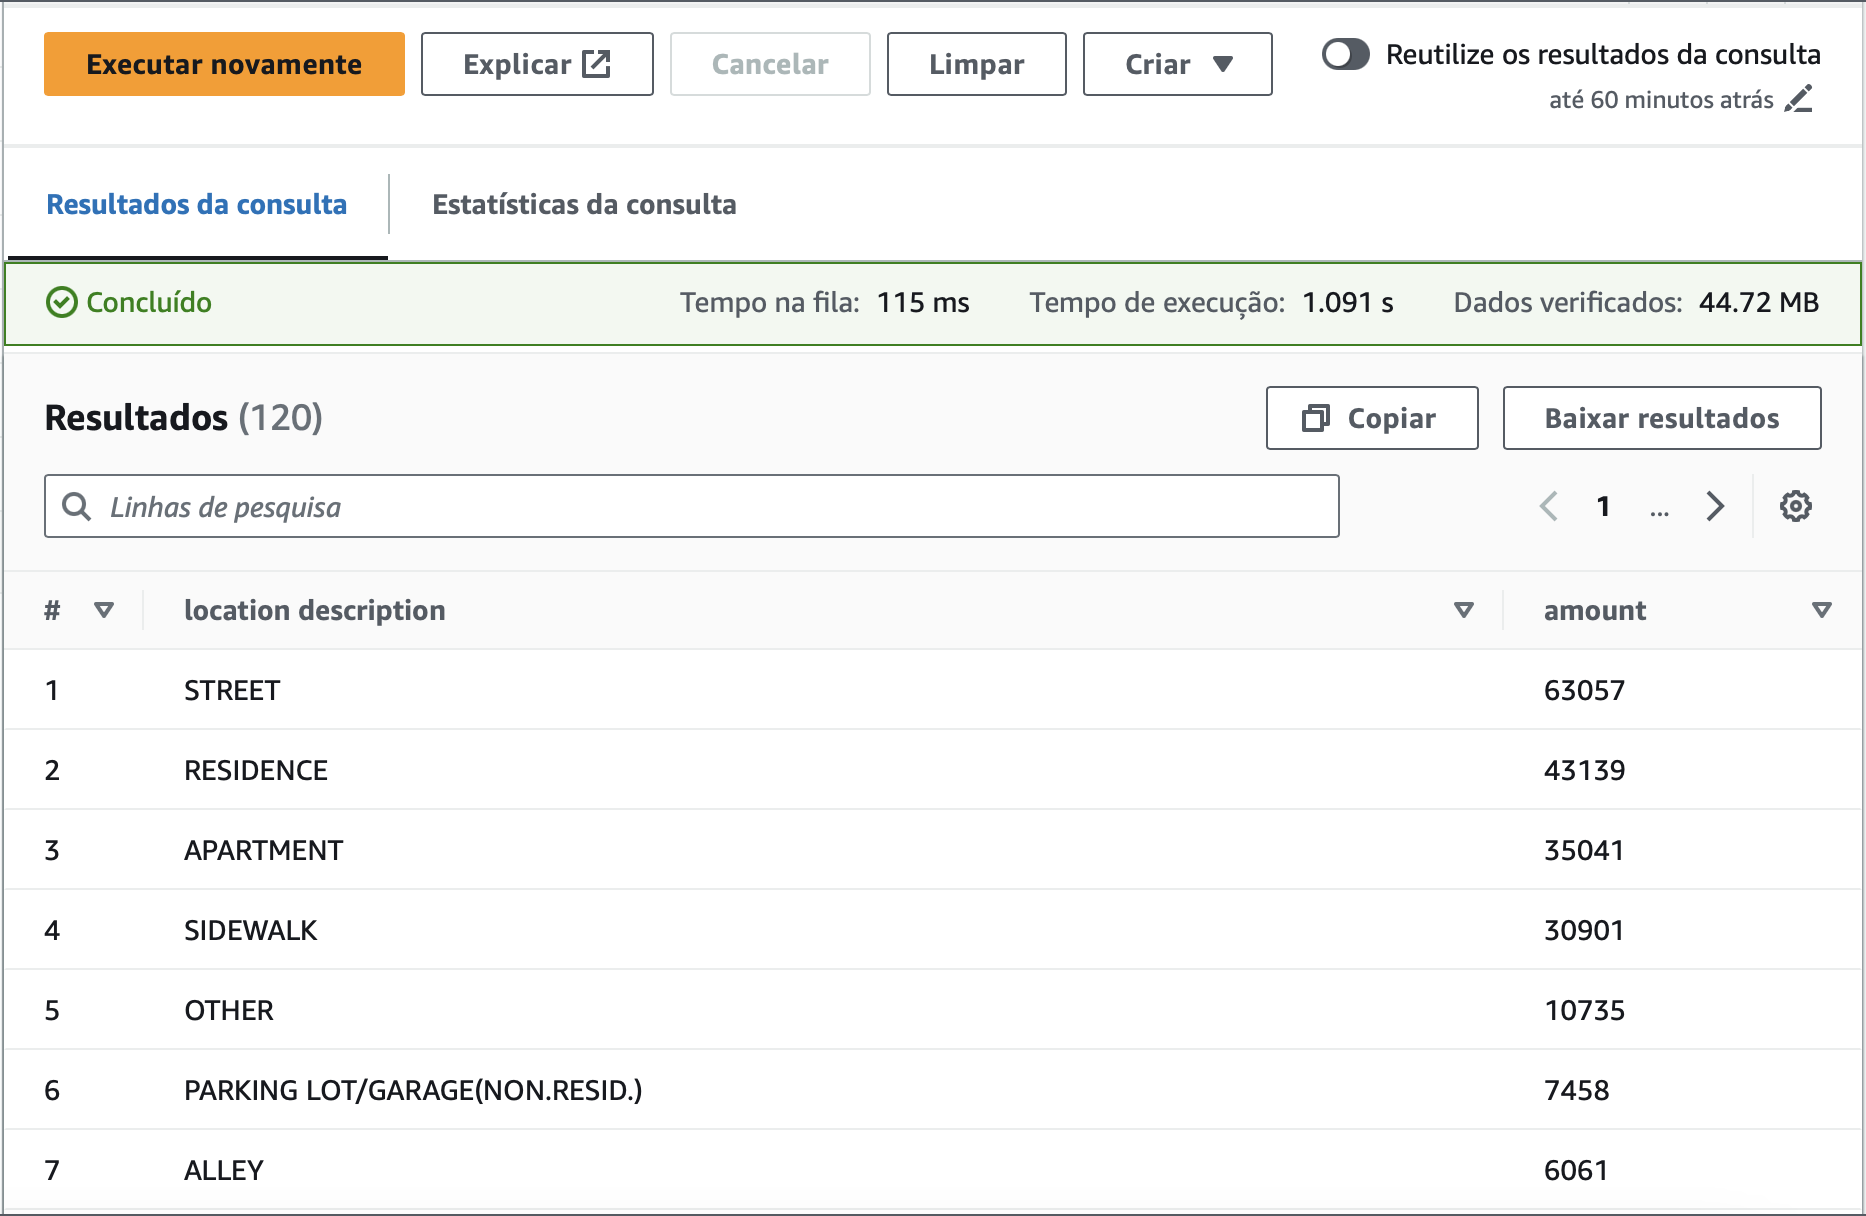 Executar novamente Explicar Cancelar Limpar Criar Reutilize os resultados da consulta
até 60 minutos atrás
Resultados da consulta Estatísticas da consulta
Concluído Tempo na fila: 115 ms Tempo de execução: 1.091 s Dados verificados: 44.72 MB
Resultados (120) Copiar Baixar resultados
Linhas de pesquisa 1 ...
# location description amount
1 STREET 63057
2 RESIDENCE 43139
3 APARTMENT 35041
4 SIDEWALK 30901
5 OTHER 10735
6 PARKING LOT/GARAGE(NON.RESID.) 7458
7 ALLEY 6061